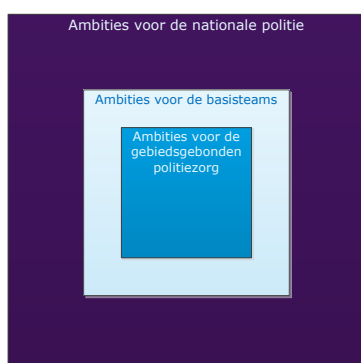 Ambities voor de nationale politie
Ambities voor de basisteams
Ambities voor de
gebiedsgebonden
politiezorg